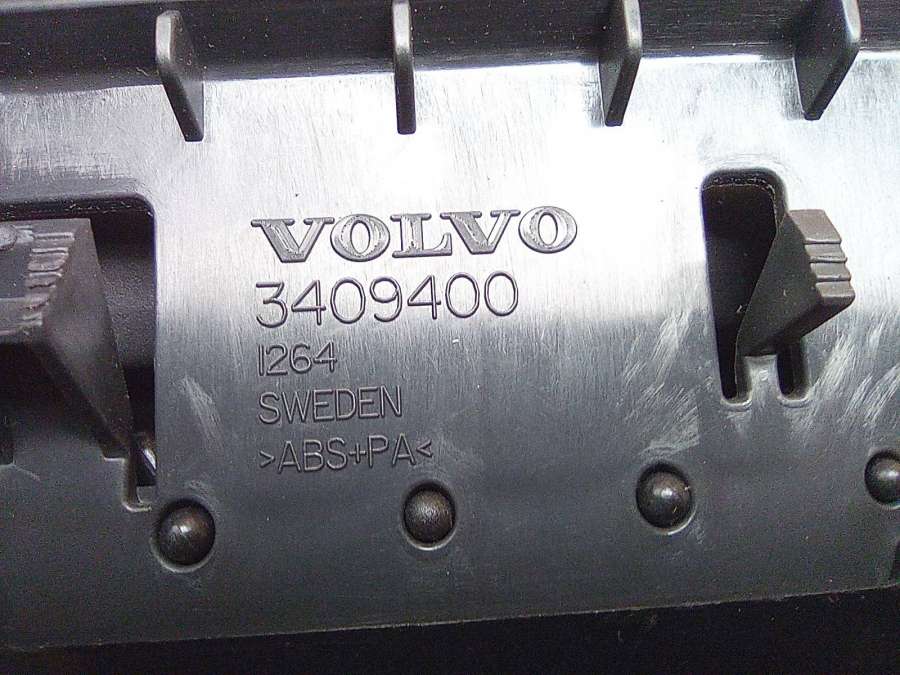 VOLVO
3409400
1264
SWEDEN
>ABS+PA<